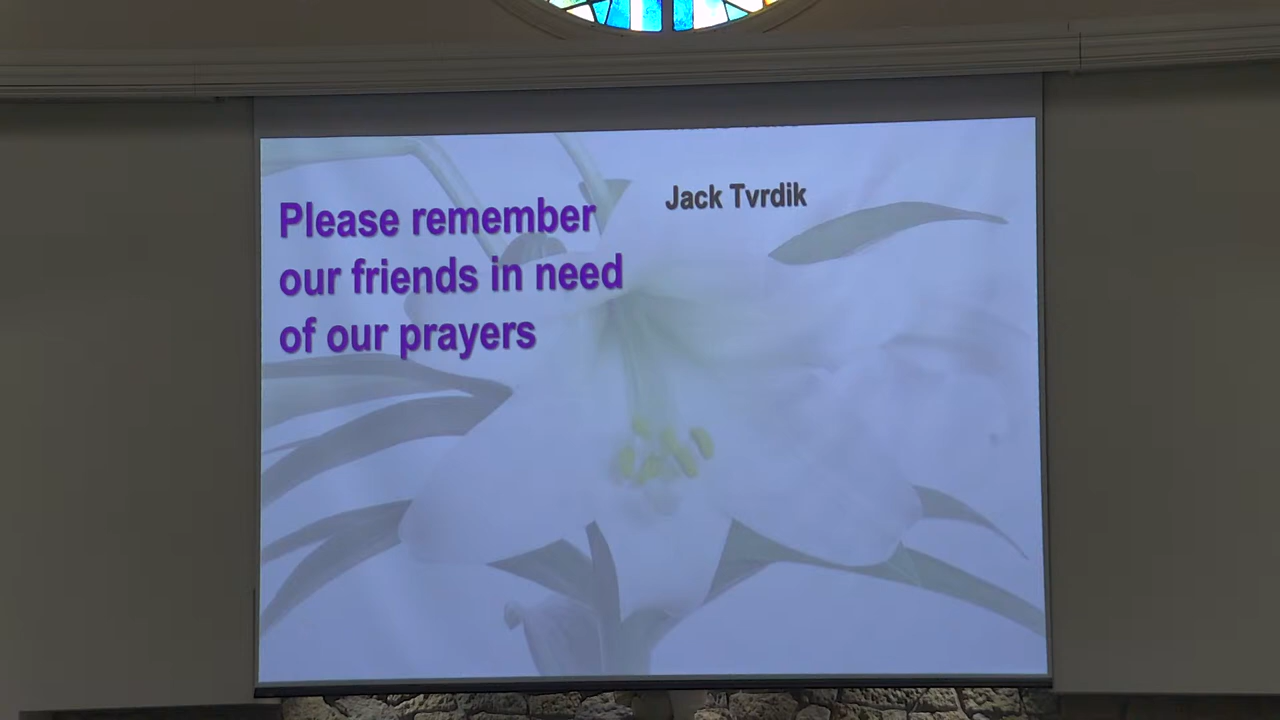 Please remember
our friends in need
of our prayers
Jack Tvrdik